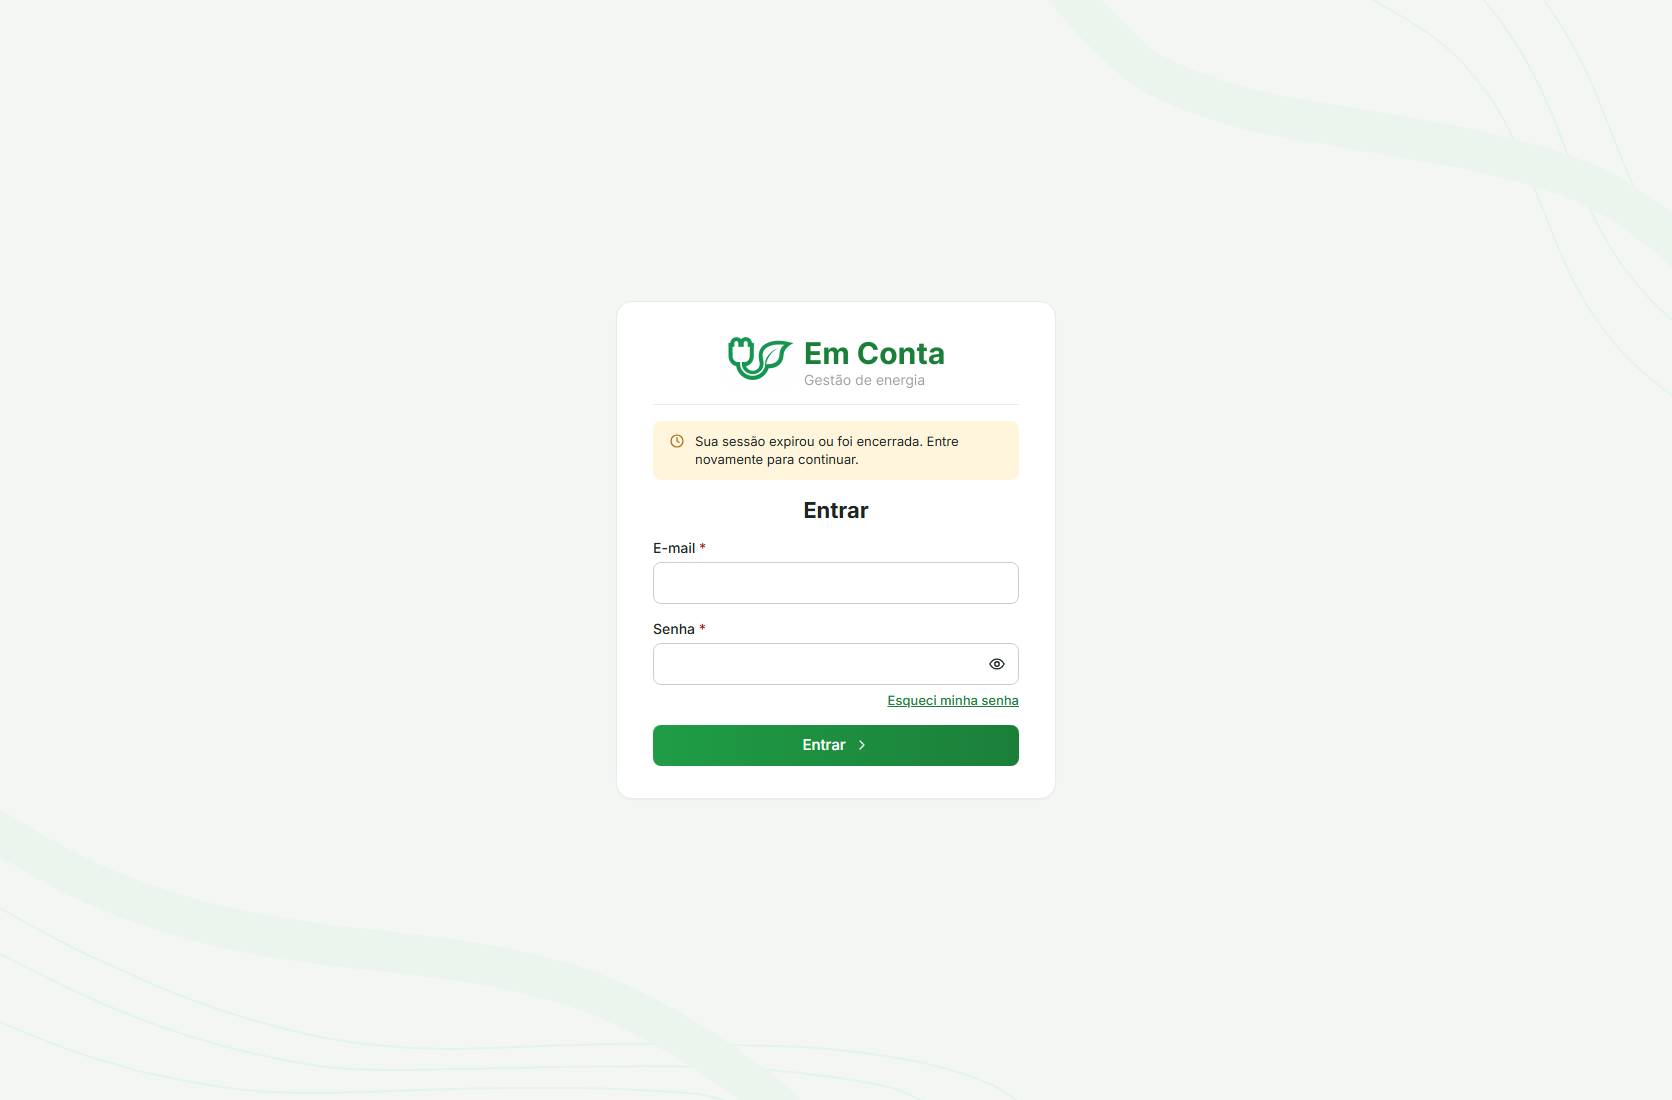 Em Conta
Gestão de energia
Sua sessão expirou ou foi encerrada. Entre
novamente para continuar.
Entrar
E-mail *
Senha *
Esqueci minha senha
Entrar